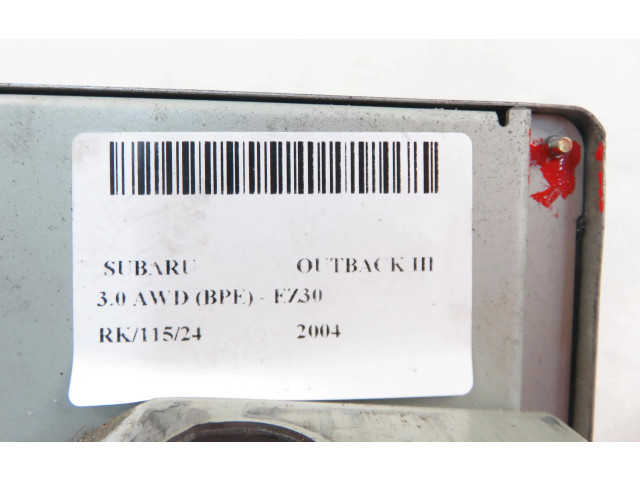 SUBARU OUTBACK III
3.0 AWD (BPE) - EZ30
RK/115/24 2004